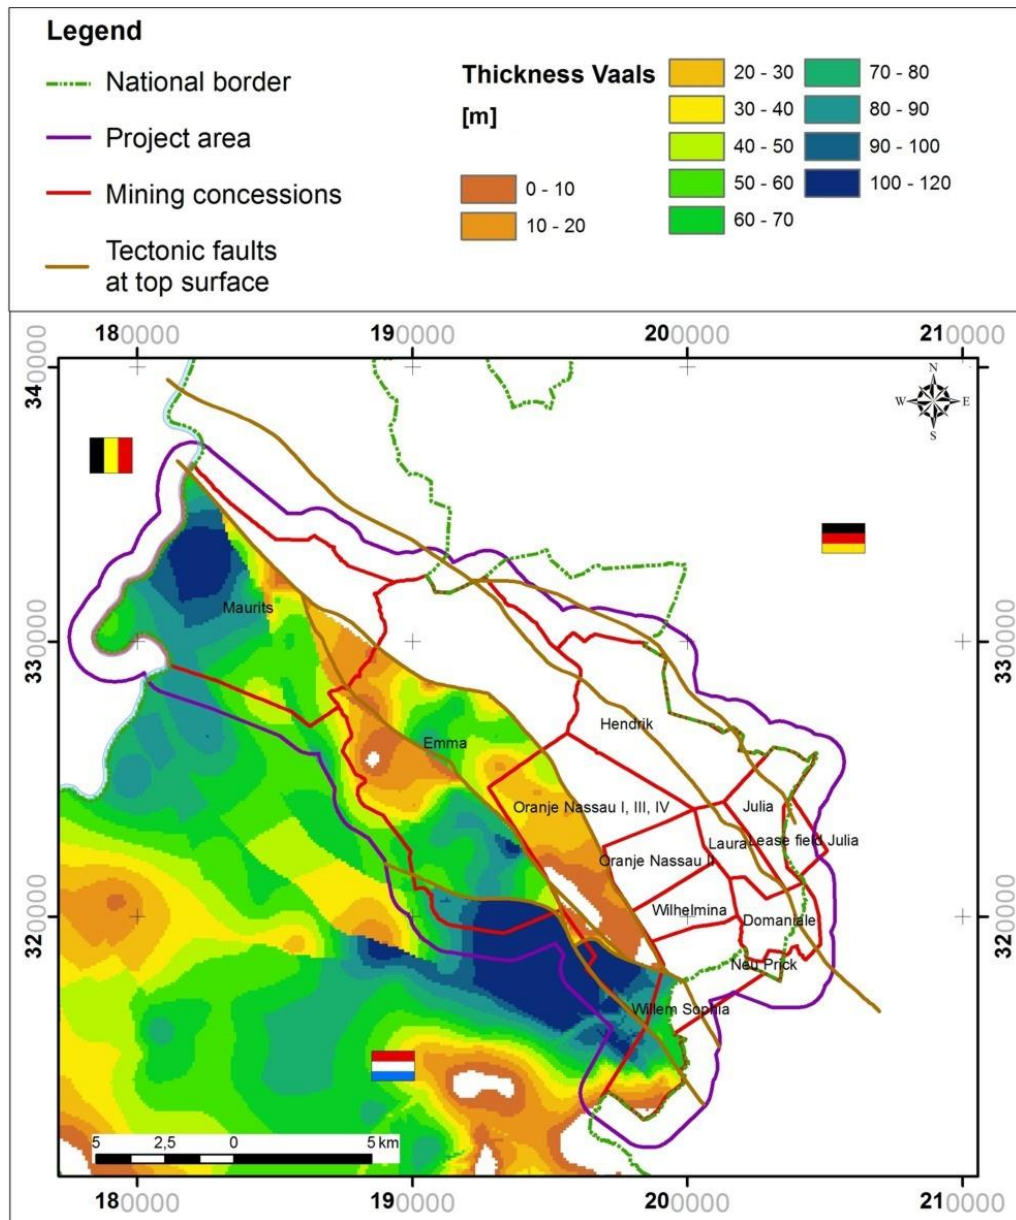 Legend
National border
Project area
Mining concessions
Tectonic faults
at top surface
Thickness Vaals
[m]
0 - 10
10 - 20
20 - 30
30 - 40
40 - 50
50 - 60
60 - 70
70 - 80
80 - 90
90 - 100
100 - 120
180000
190000
200000
210000
340000
330000
320000
340000
330000
320000
N
W
E
S
Maurits
Hendrik
Emma
Oranje Nassau I, III, IV
Julia
Laura
Lease field Julia
Oranje Nassau II
Wilhelmina
Domaniale
Neu Prick
Willem Sophia
5
2,5
0
5 km
180000
190000
200000
210000